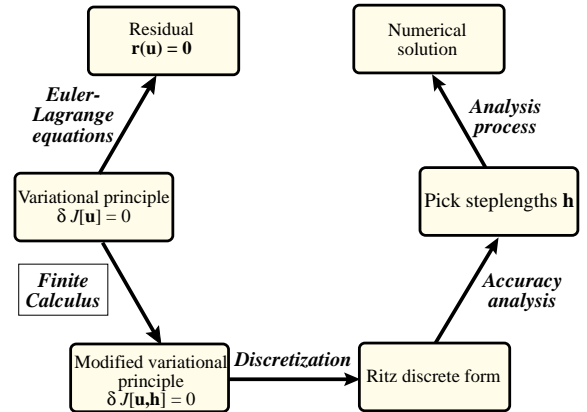 Residual
r(u) = 0
Numerical
solution
Euler-
Lagrange
equations
Analysis
process
Variational principle
δ J[u] = 0
Pick steplengths h
Finite
Calculus
Accuracy
analysis
Modified variational
principle
δ J[u,h] = 0
Discretization
Ritz discrete form